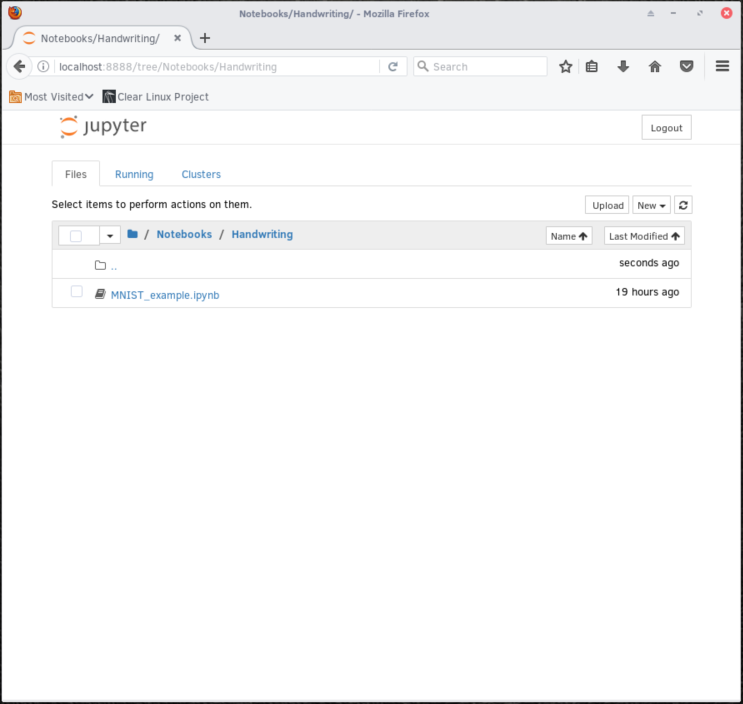 Notebooks/Handwriting/ - Mozilla Firefox
Notebooks/Handwriting/
localhost:8888/tree/Notebooks/Handwriting
Search
Most Visited
Clear Linux Project
jupyter
Logout
Files Running Clusters
Select items to perform actions on them.
Upload New
/ Notebooks / Handwriting
Name Last Modified
.. seconds ago
MNIST_example.ipynb 19 hours ago